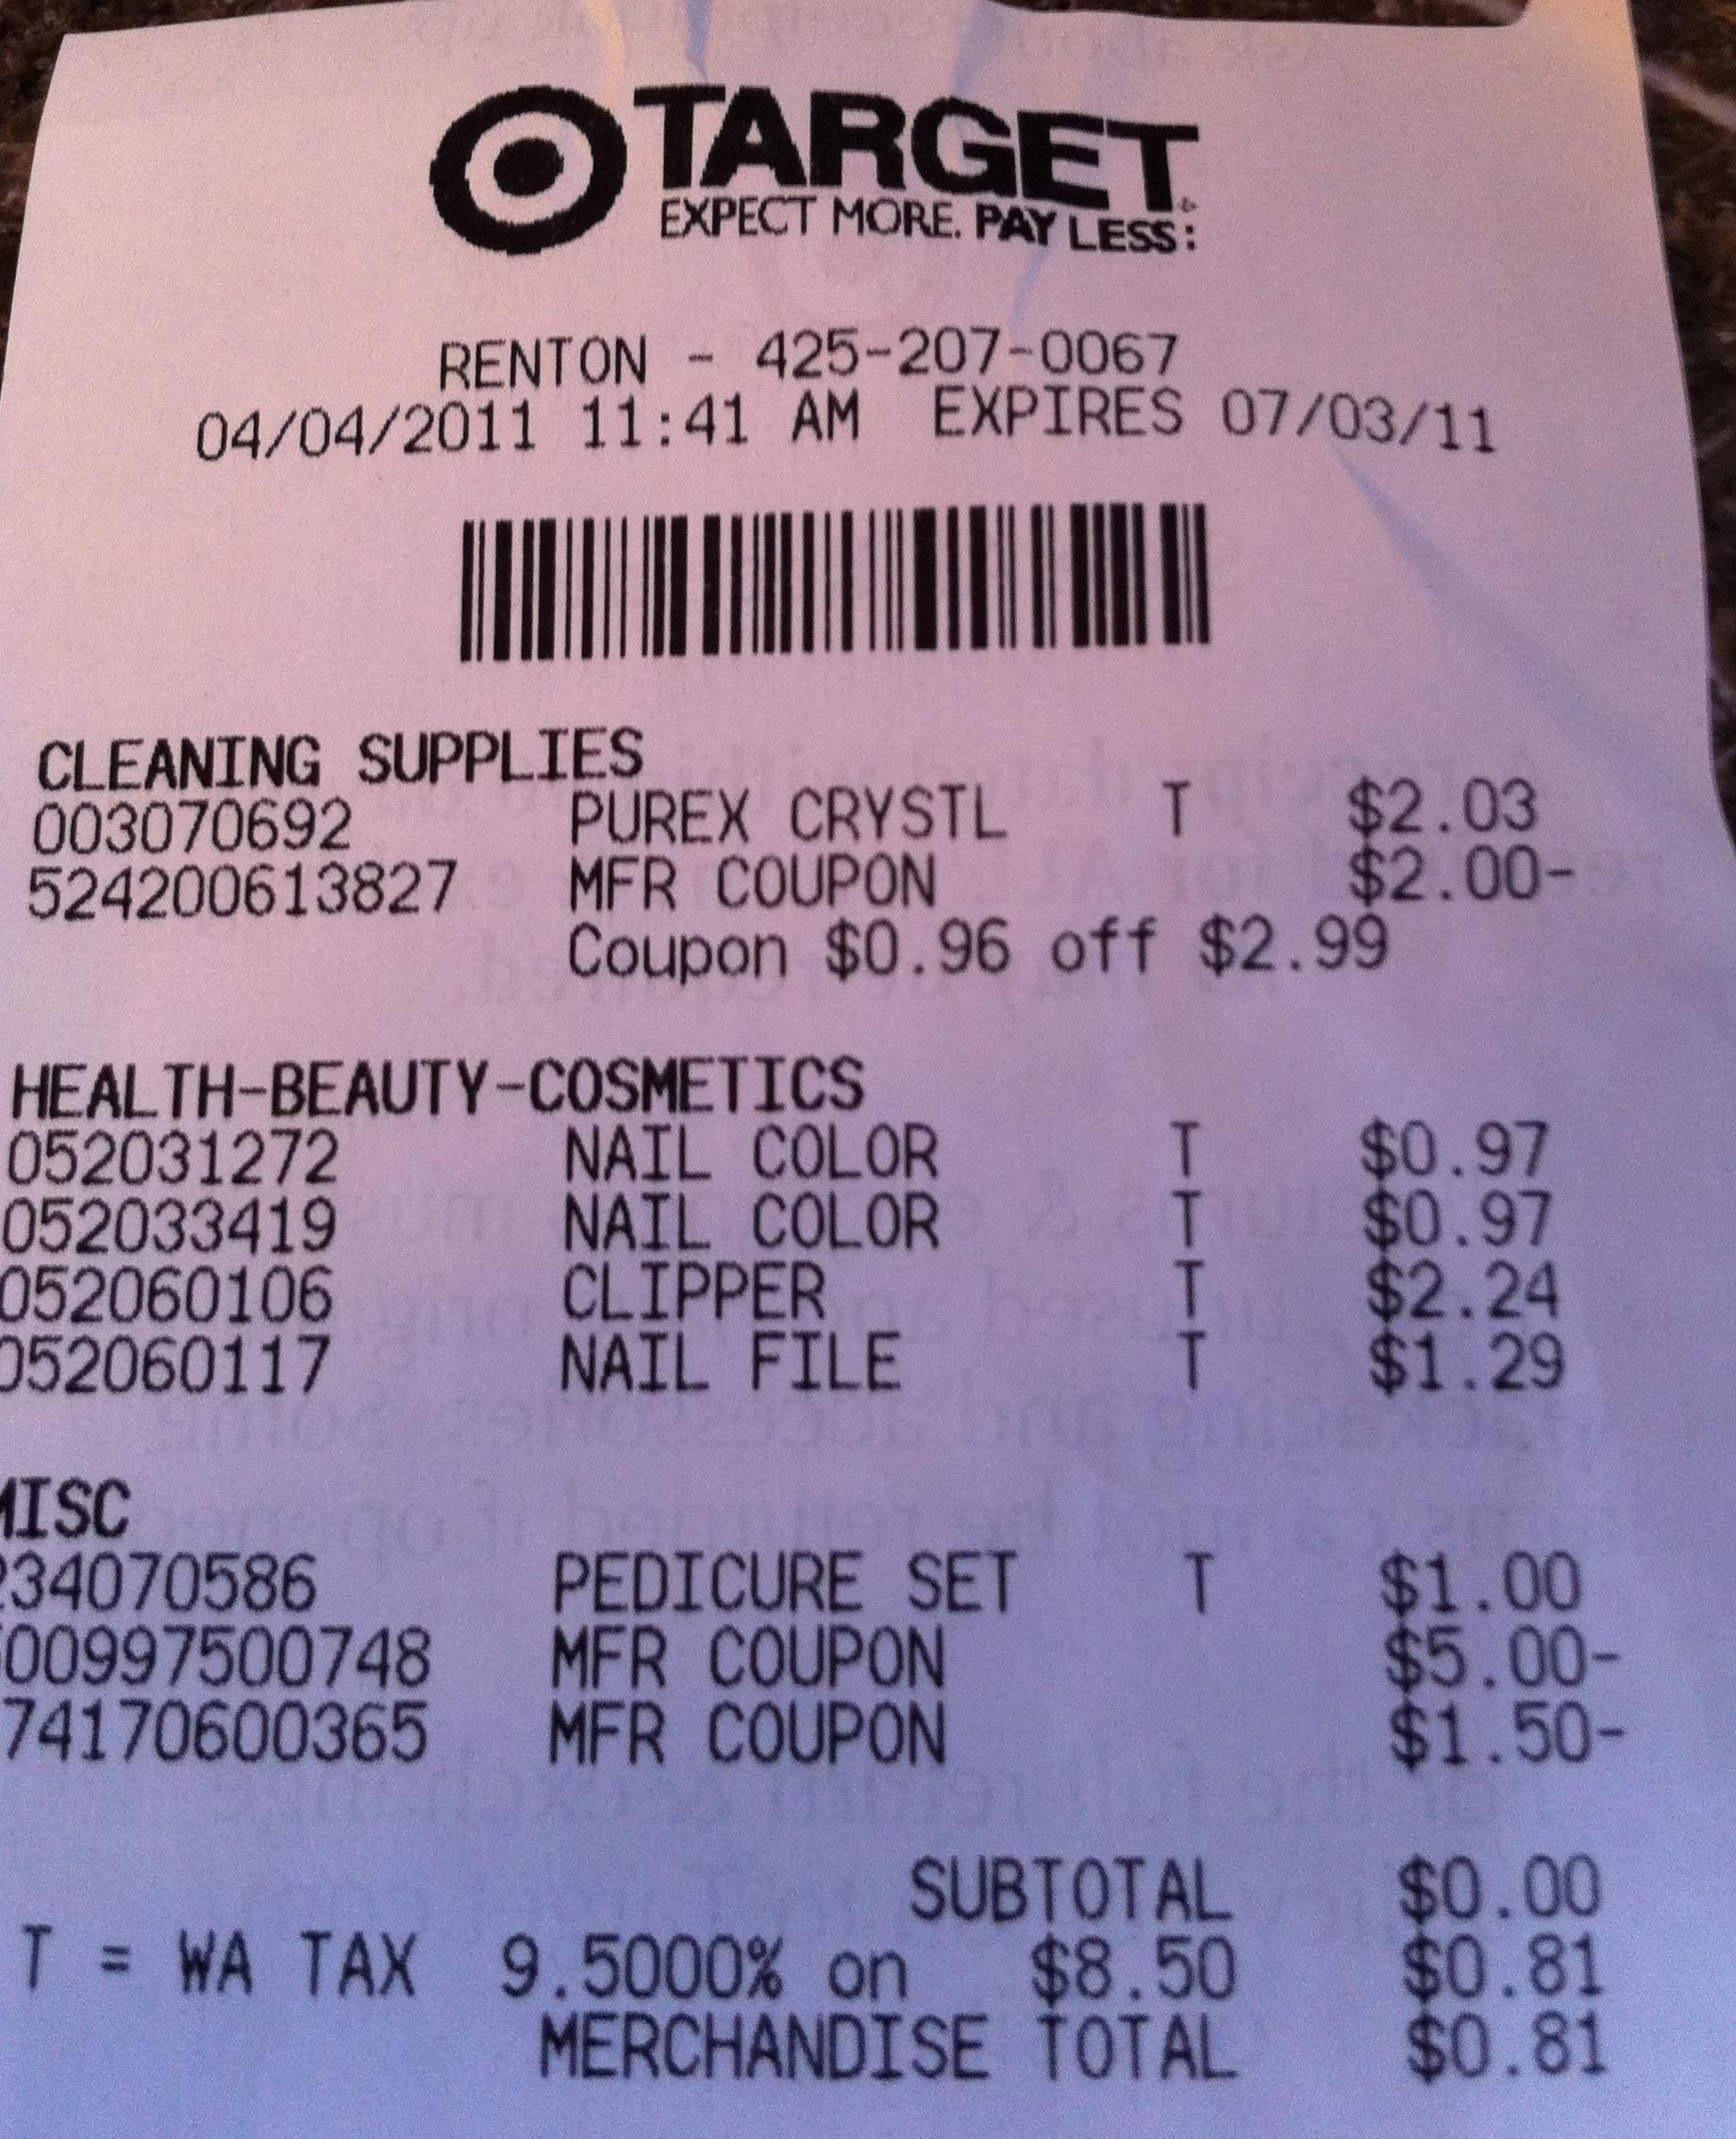 TARGET
EXPECT MORE. PAY LESS.
RENTON - 425-207-0067
04/04/2011 11:41 AM EXPIRES 07/03/11
CLEANING SUPPLIES
003070692 PUREX CRYSTL T $2.03
524200613827 MFR COUPON $2.00-
Coupon $0.96 off $2.99
HEALTH-BEAUTY-COSMETICS
052031272 NAIL COLOR T $0.97
052033419 NAIL COLOR T $0.97
052060106 CLIPPER T $2.24
052060117 NAIL FILE T $1.29
MISC
234070586 PEDICURE SET T $1.00
00997500748 MFR COUPON $5.00-
74170600365 MFR COUPON $1.50-
SUBTOTAL $0.00
T = WA TAX 9.5000% on $8.50 $0.81
MERCHANDISE TOTAL $0.81